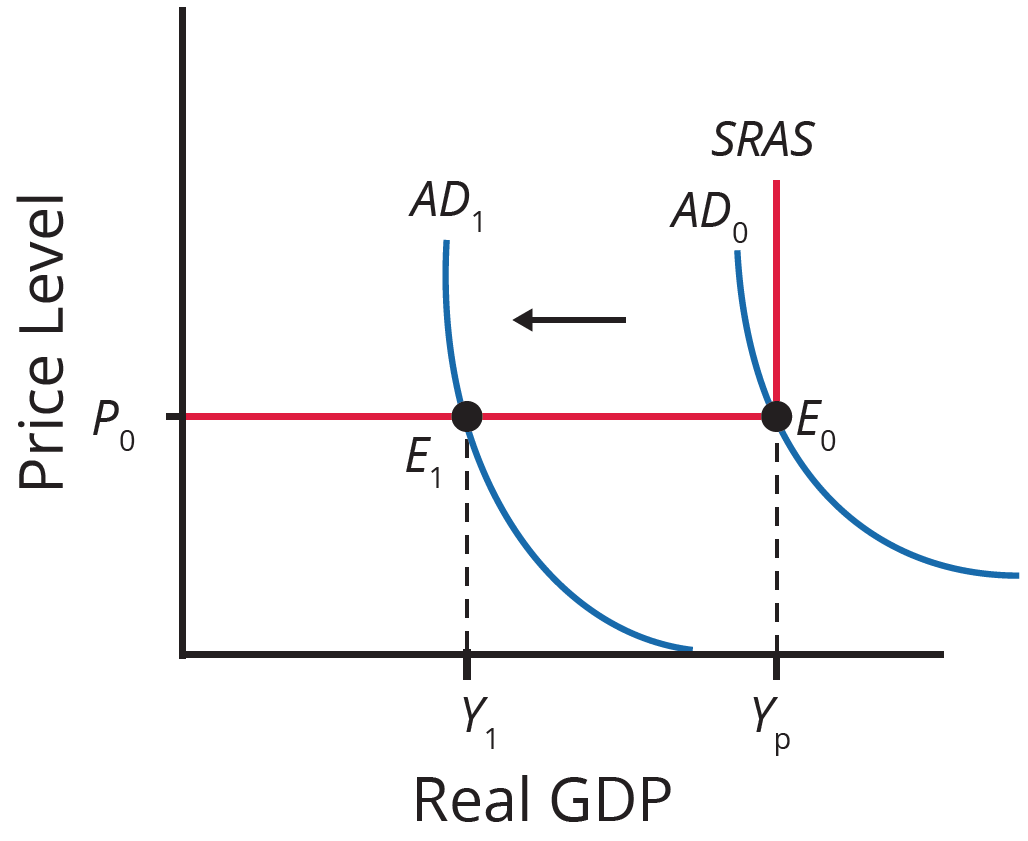 SRAS
AD1
AD0
Price Level
P0
E0
E1
Y1
Yp
Real GDP